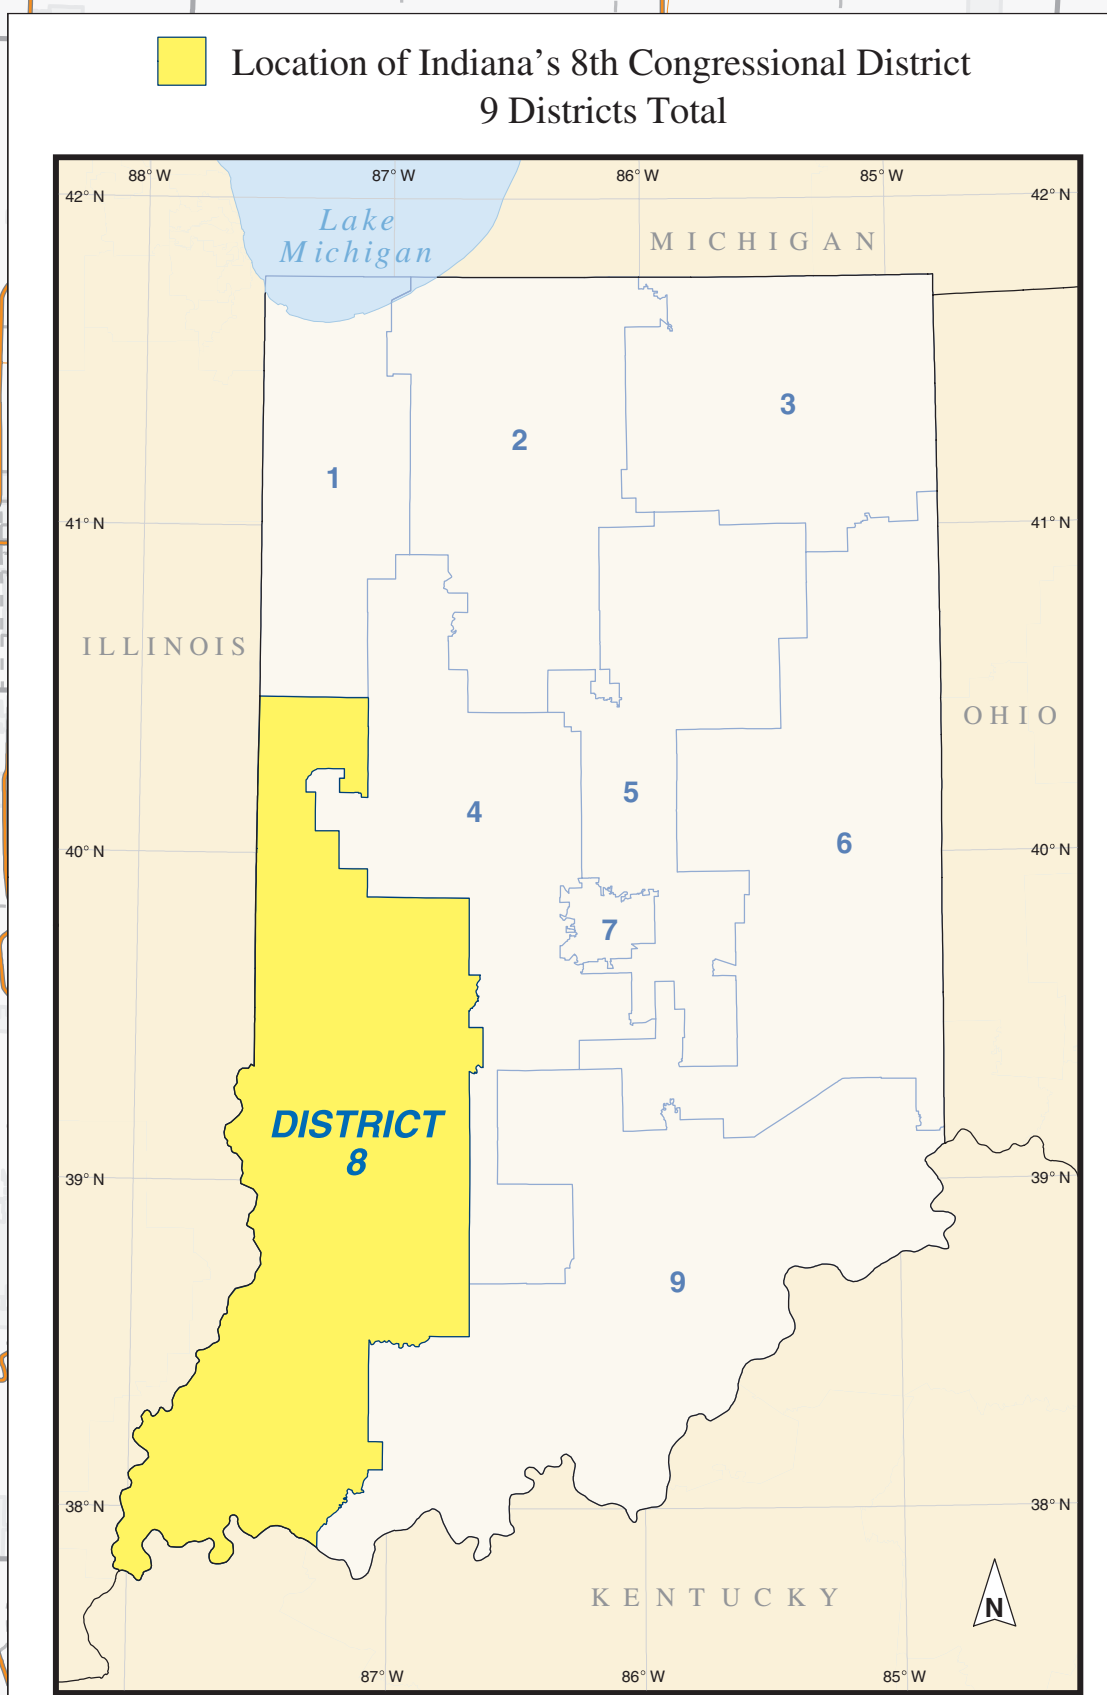 Location of Indiana’s 8th Congressional District
9 Districts Total
88° W 87° W 86° W 85° W
42° N 42° N
Lake
Michigan
MICHIGAN
3
2
1
41° N 41° N
ILLINOIS
OHIO
5
4
6
40° N 40° N
7
DISTRICT
8
39° N 39° N
9
38° N 38° N
KENTUCKY
N
87° W 86° W 85° W